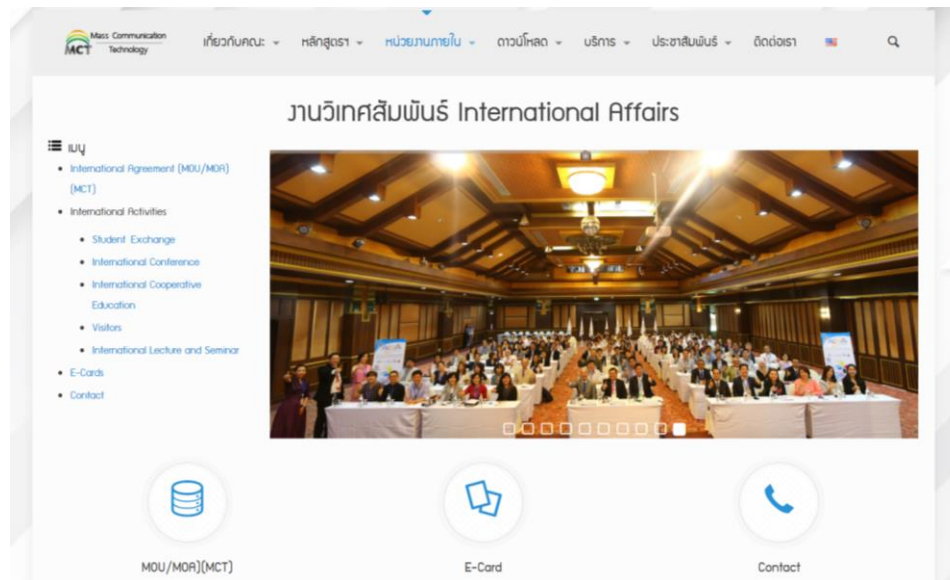 Mass Communication
MCT Technology
เกี่ยวกับคณะ หลักสูตรฯ หน่วยงานภายใน ดาวน์โหลด บริการ ประชาสัมพันธ์ ติดต่อเรา
งานวิเทศสัมพันธ์ International Affairs
เมนู
International Agreement (MOU/MOA)
(MCT)
International Activities
Student Exchange
International Conference
International Cooperative
Education
Visitors
International Lecture and Seminar
E-Cards
Contact
MOU/MOA)(MCT) E-Card Contact